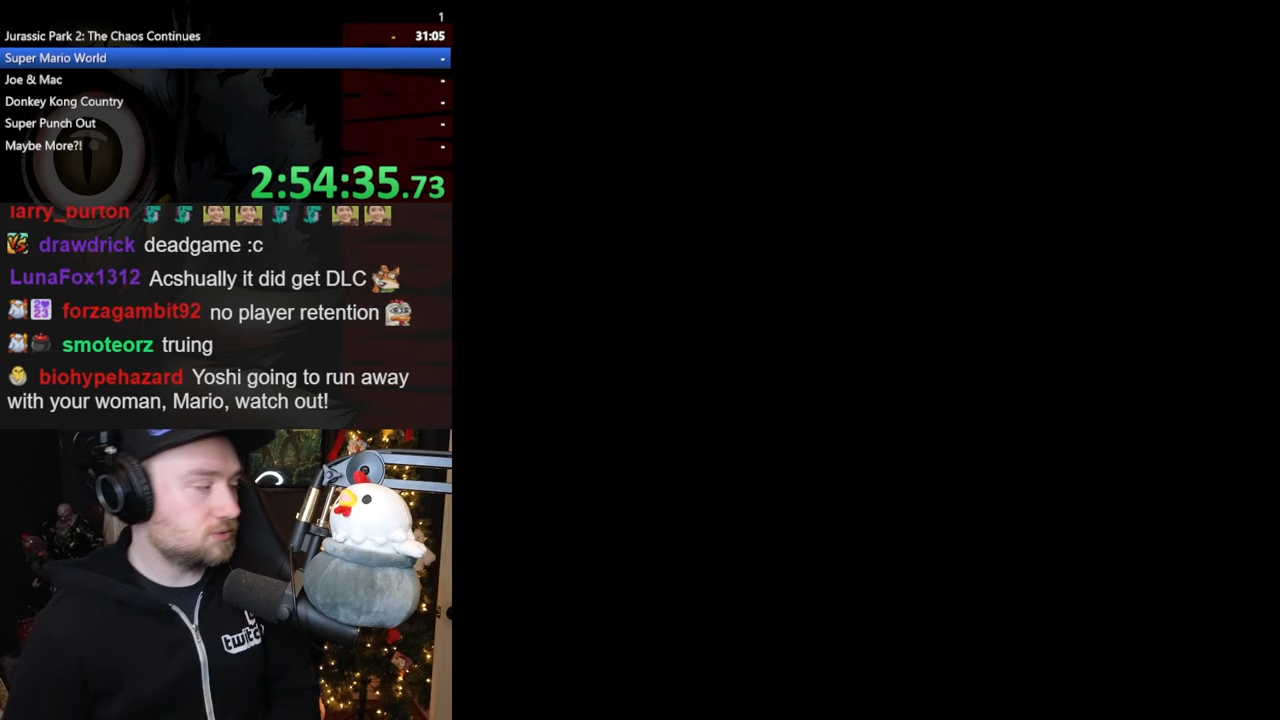 1
Jurassic Park 2: The Chaos Continues - 31:05
Super Mario World -
Joe & Mac -
Donkey Kong Country -
Super Punch Out -
Maybe More?! -
2:54:35.73
larry_burton
drawdrick deadgame :c
LunaFox1312 Acshually it did get DLC
forzagambit92 no player retention
smoteorz truing
biohypehazard Yoshi going to run away
with your woman, Mario, watch out!
twitch